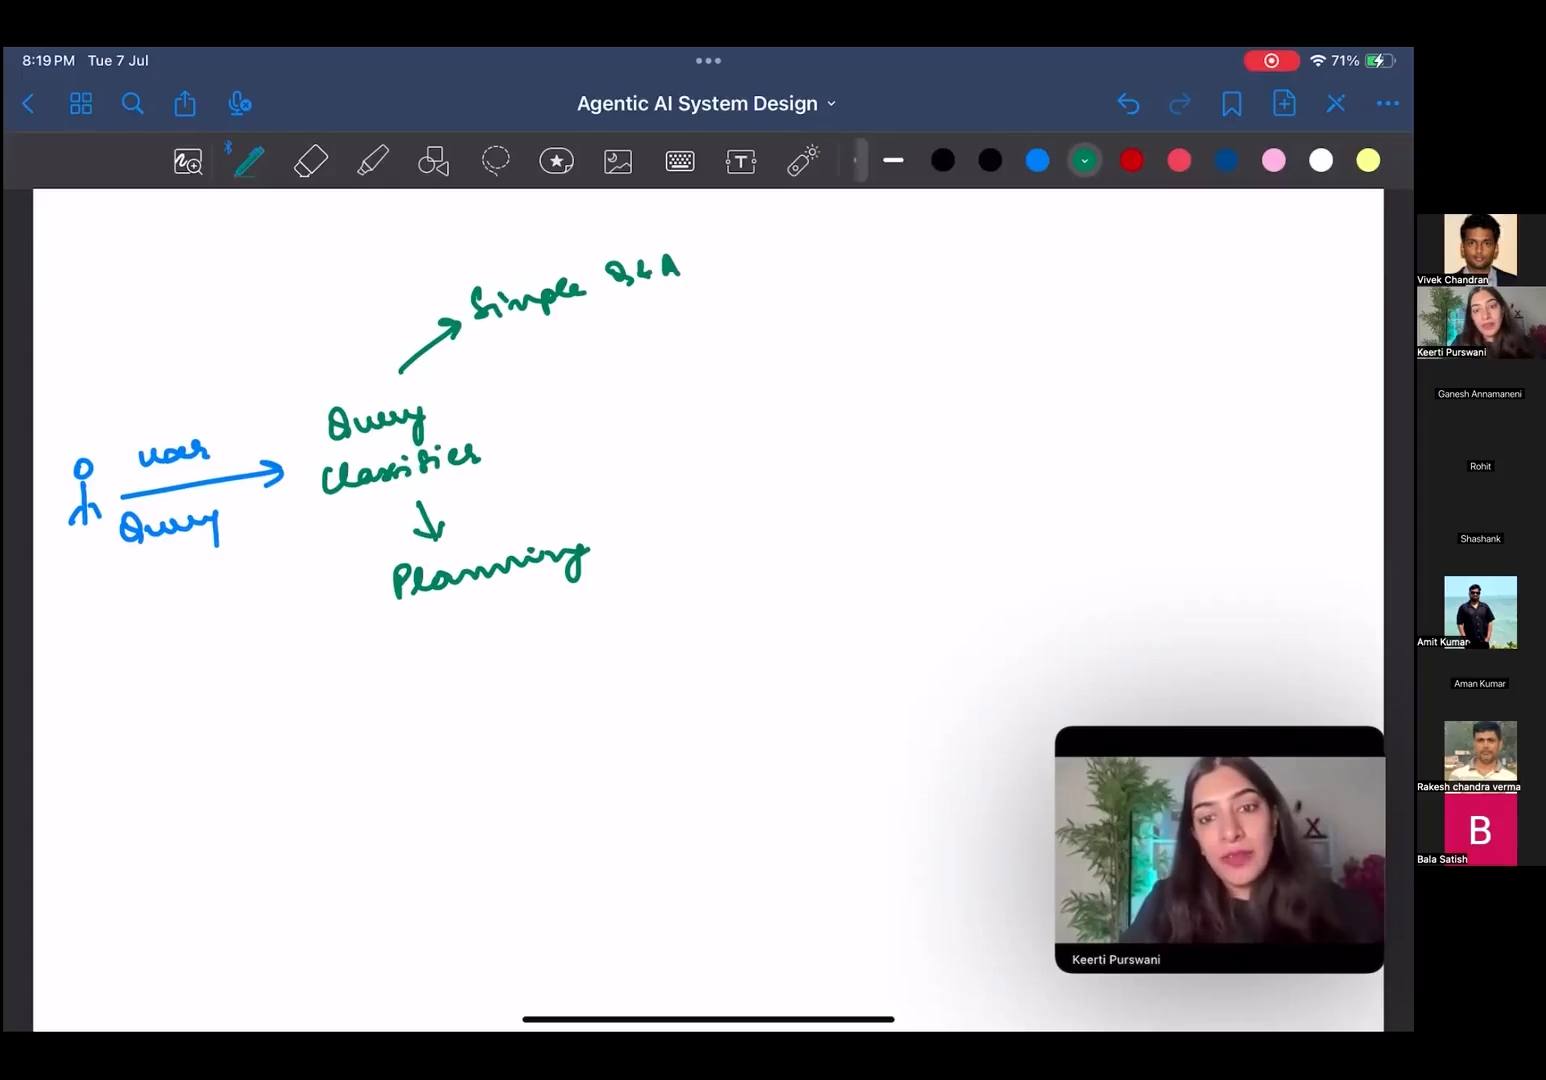 8:19 PM Tue 7 Jul
71%
Agentic AI System Design
T
Simple Q&A
Query
Classifier
user
Query
Planning
Keerti Purswani
Vivek Chandran
Keerti Purswani
Ganesh Annamaneni
Rohit
Shashank
Amit Kumar
Aman Kumar
Rakesh chandra verma
B
Bala Satish